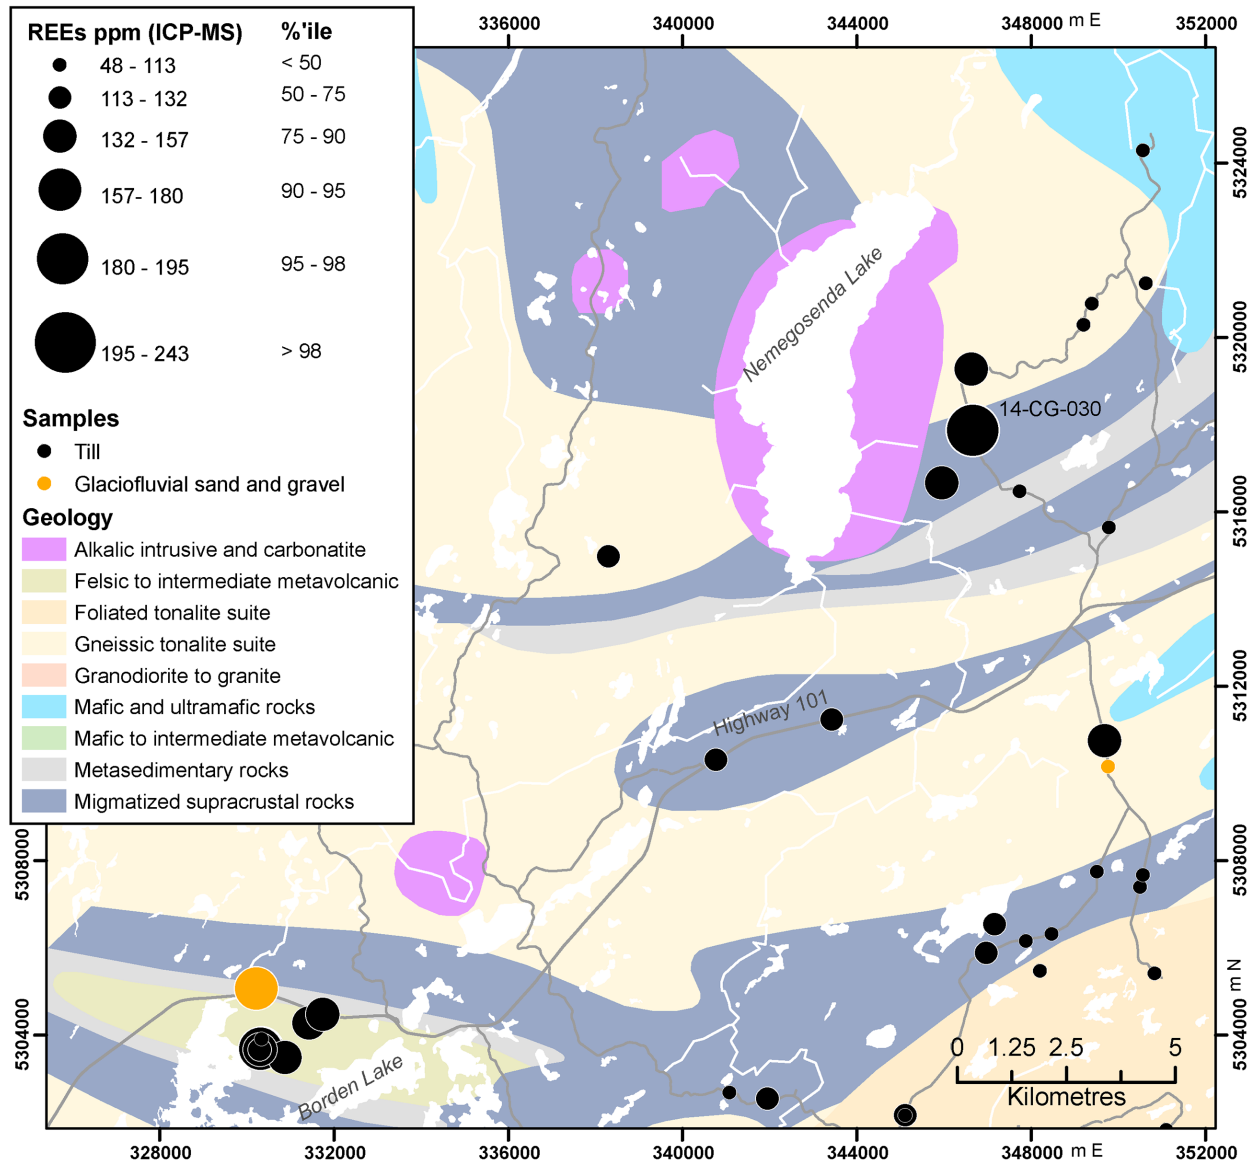 REEs ppm (ICP-MS) %'ile
48 - 113 < 50
113 - 132 50 - 75
132 - 157 75 - 90
157- 180 90 - 95
180 - 195 95 - 98
195 - 243 > 98
Samples
Till
Glaciofluvial sand and gravel
Geology
Alkalic intrusive and carbonatite
Felsic to intermediate metavolcanic
Foliated tonalite suite
Gneissic tonalite suite
Granodiorite to granite
Mafic and ultramafic rocks
Mafic to intermediate metavolcanic
Metasedimentary rocks
Migmatized supracrustal rocks
336000 340000 344000 348000 m E 352000
5324000
5320000
5316000
5312000
5308000
5304000 m N
Nemegosenda Lake
14-CG-030
Highway 101
5308000
5304000
Borden Lake
0 1.25 2.5 5
Kilometres
328000 332000 336000 340000 344000 348000 m E 352000